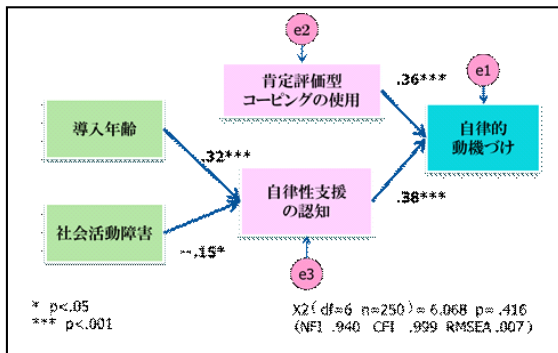 e2
肯定評価型
コーピングの使用
.36***
e1
導入年齢
自律的
動機づけ
.32***
自律性支援
の認知
.38***
社会活動障害
-.15*
e3
* p<.05
*** p<.001
X2( df=6 n=250)= 6.068 p= .416
(NFI .940 CFI .999 RMSEA .007)